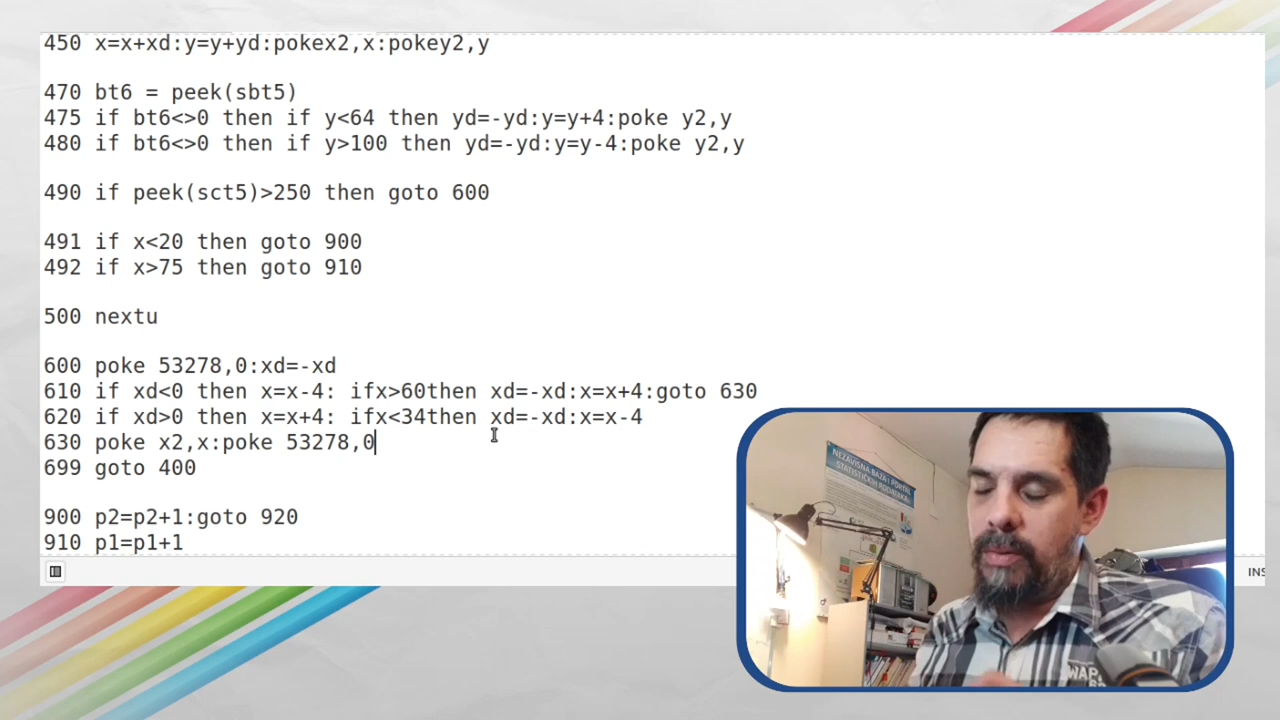 450 x=x+xd:y=y+yd:pokex2,x:pokey2,y
470 bt6 = peek(sbt5)
475 if bt6<>0 then if y<64 then yd=-yd:y=y+4:poke y2,y
480 if bt6<>0 then if y>100 then yd=-yd:y=y-4:poke y2,y
490 if peek(sct5)>250 then goto 600
491 if x<20 then goto 900
492 if x>75 then goto 910
500 nextu
600 poke 53278,0:xd=-xd
610 if xd<0 then x=x-4: ifx>60then xd=-xd:x=x+4:goto 630
620 if xd>0 then x=x+4: ifx<34then xd=-xd:x=x-4
630 poke x2,x:poke 53278,0
699 goto 400
900 p2=p2+1:goto 920
910 p1=p1+1
INS
NEZAVISNA BAZA I PORTAL